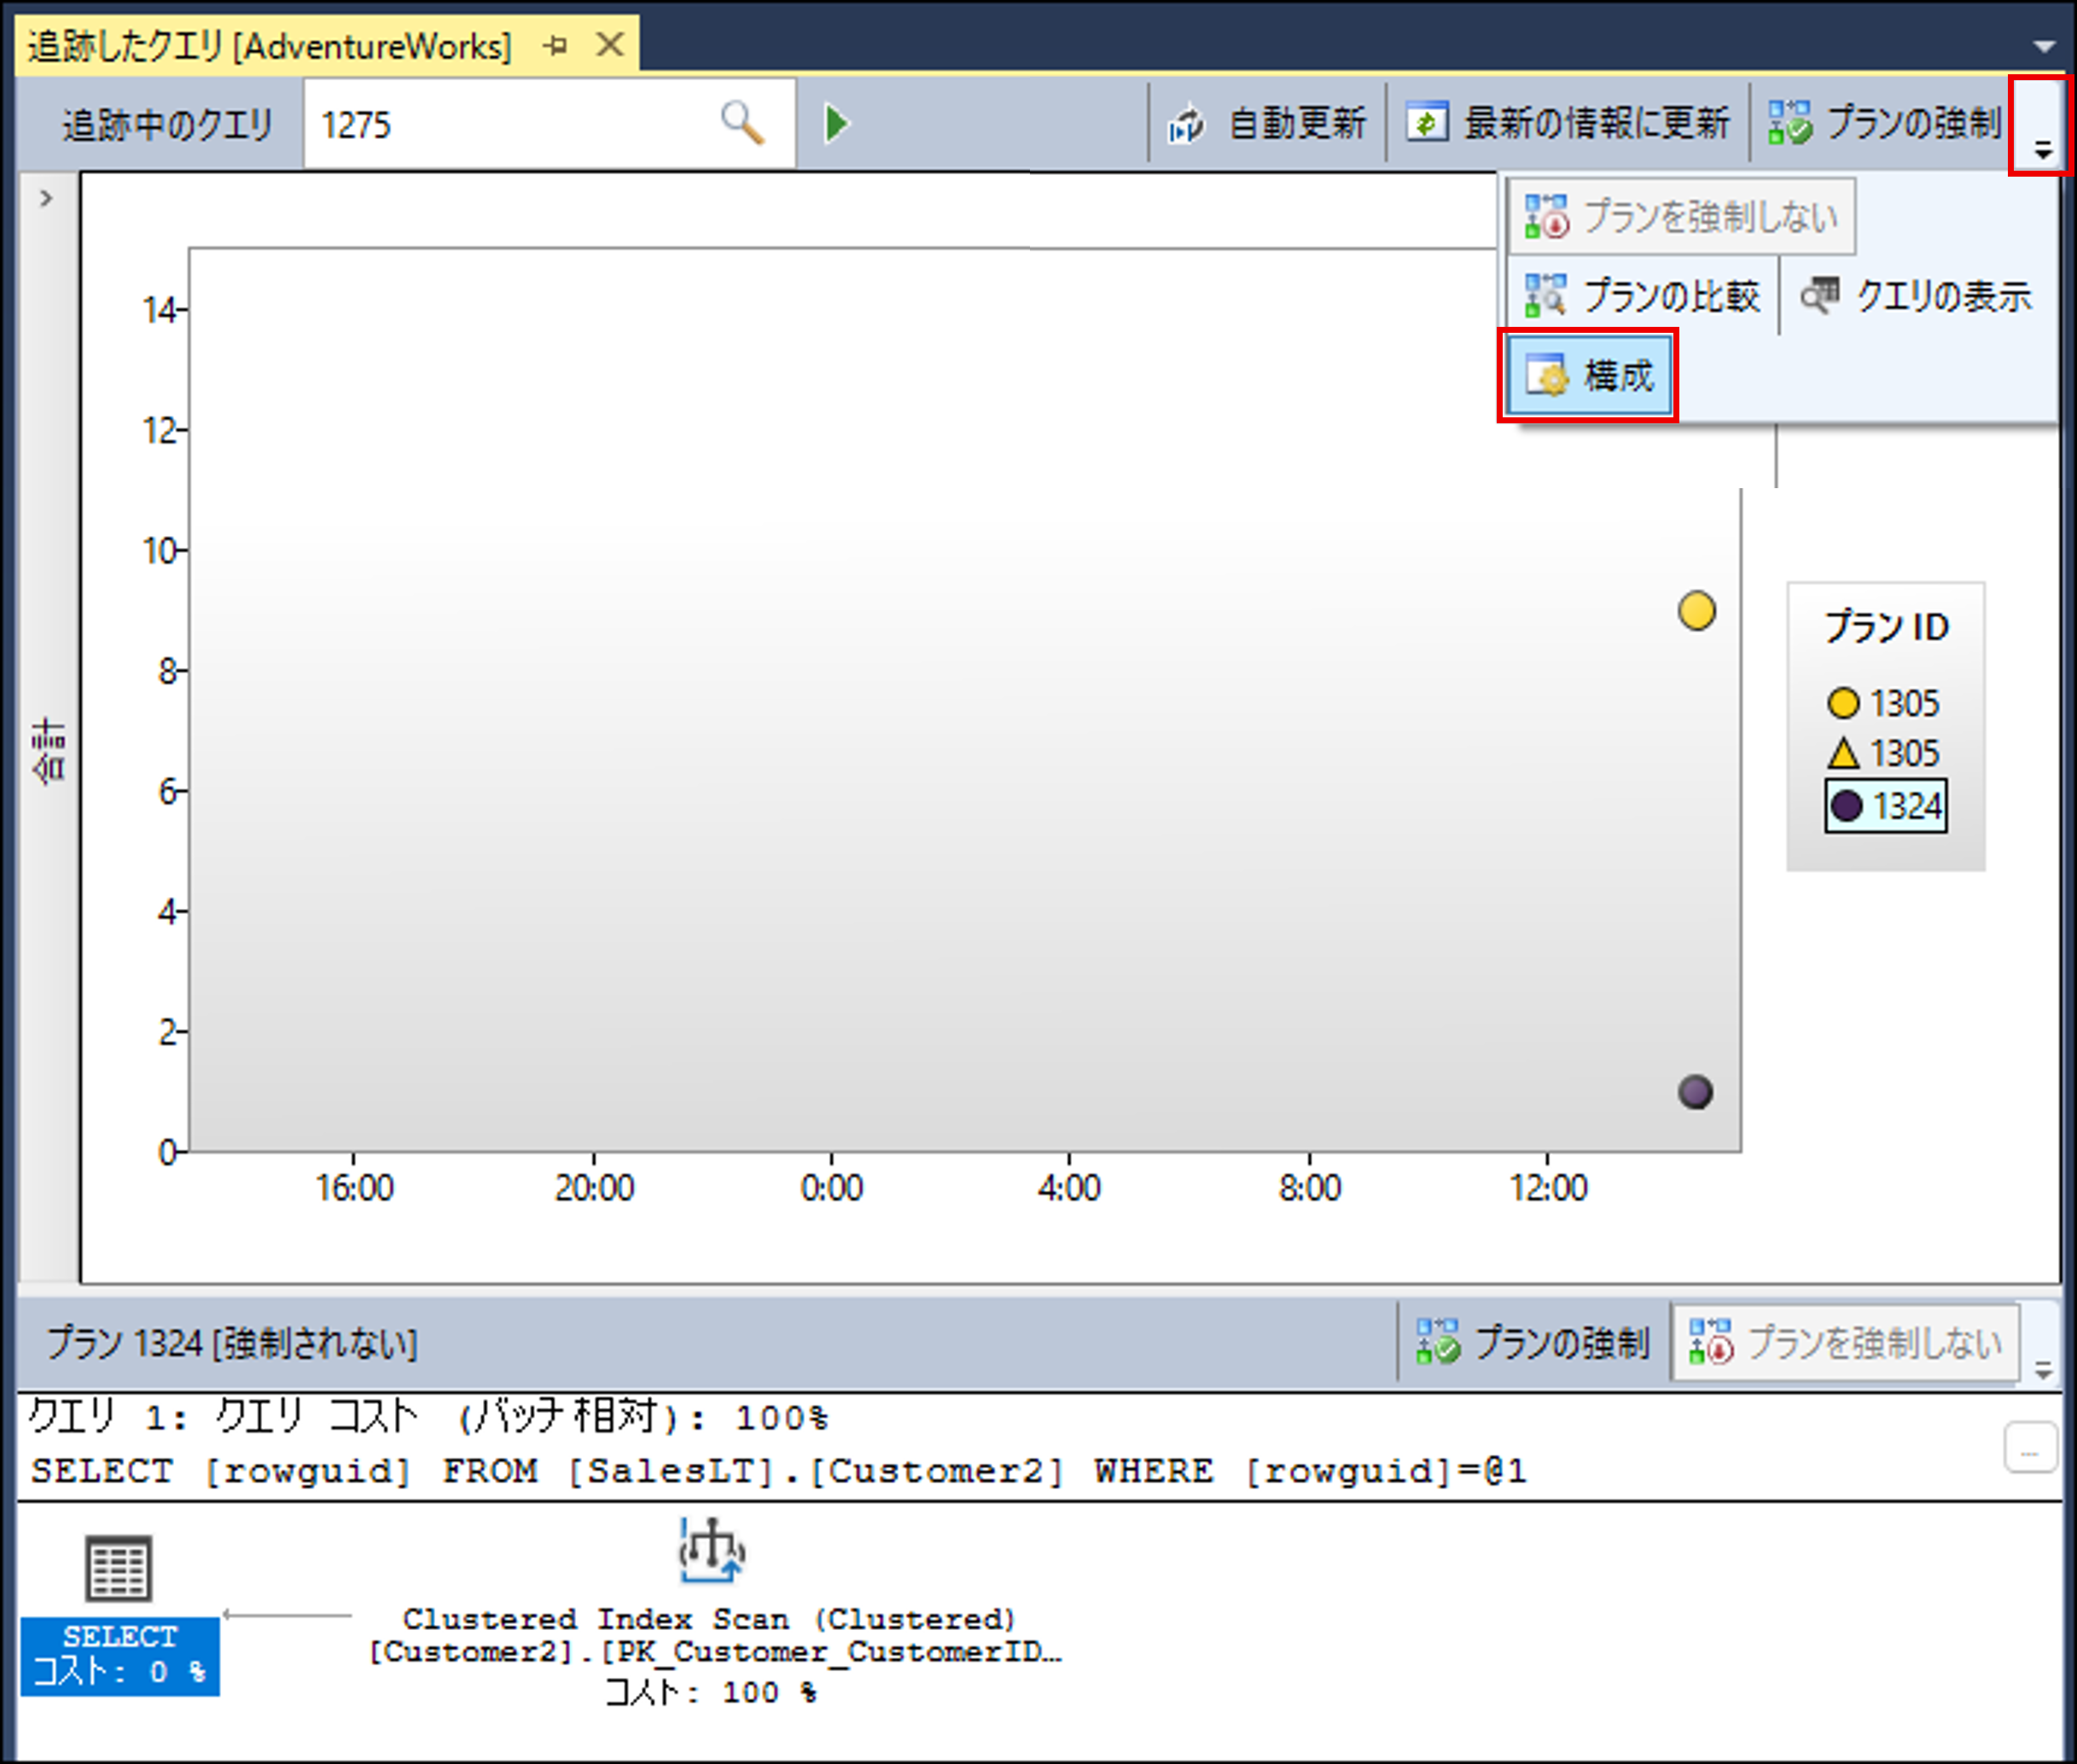 追跡したクエリ [AdventureWorks]
追跡中のクエリ 1275 自動更新 最新の情報に更新 プランの強制
プランを強制しない
プランの比較 クエリの表示
構成
14
12
10
8
6
4
2
0
合計
16:00 20:00 0:00 4:00 8:00 12:00
プラン ID
1305
1305
1324
プラン 1324 [強制されない] プランの強制 プランを強制しない
クエリ 1: クエリ コスト (バッチ相対): 100%
SELECT [rowguid] FROM [SalesLT].[Customer2] WHERE [rowguid]=@1
...
SELECT
コスト: 0 %
Clustered Index Scan (Clustered)
[Customer2].[PK_Customer_CustomerID…
コスト: 100 %